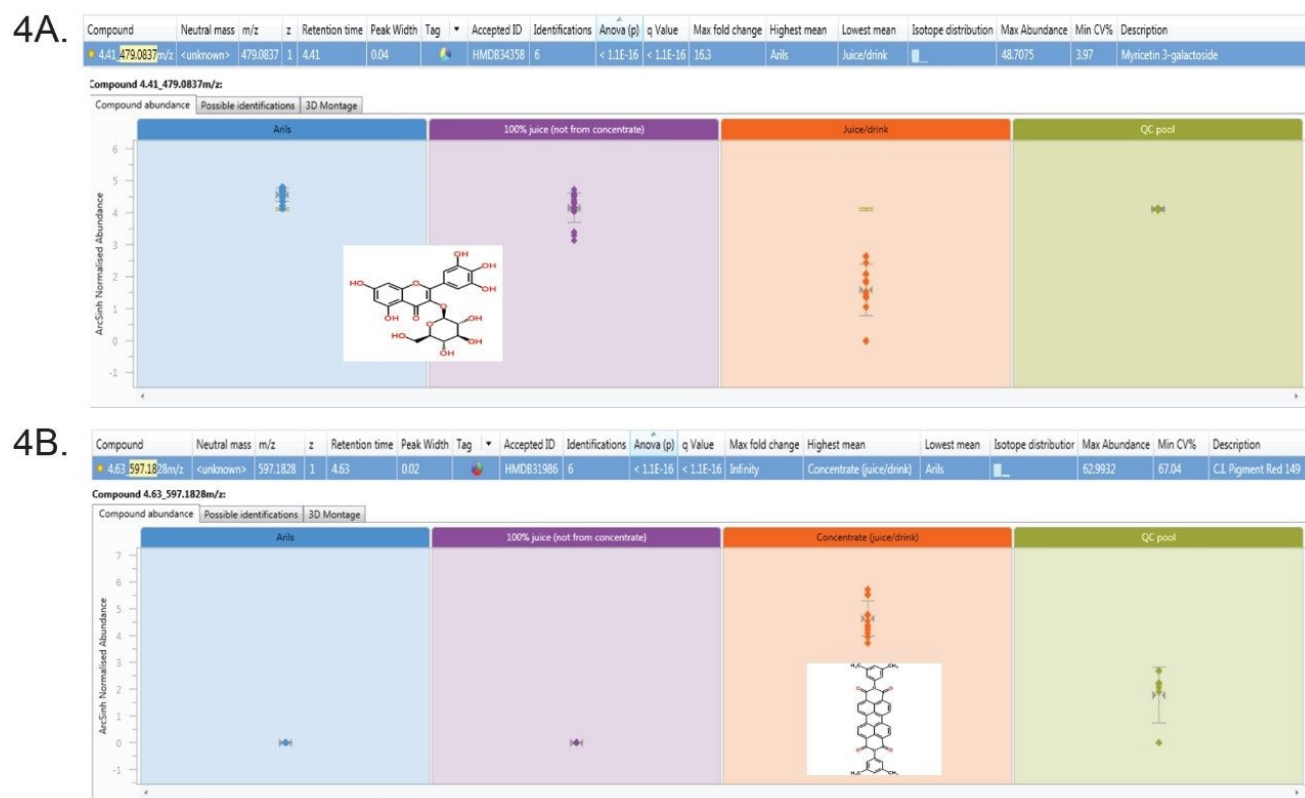 4A.
Compound Neutral mass m/z z Retention time Peak Width Tag Accepted ID Identifications Anova (p) q Value Max fold change Highest mean Lowest mean Isotope distribution Max Abundance Min CV% Description
4.41_479.0837m/z <unknown> 479.0837 1 4.41 0.04 HMDB34358 6 < 1.1E-16 < 1.1E-16 16.3 Arils Juice/drink 48.7075 3.97 Myricetin 3-galactoside
Compound 4.41_479.0837m/z:
Compound abundance Possible identifications 3D Montage
Arils 100% juice (not from concentrate) Juice/drink QC pool
ArcSinh Normalised Abundance
6
5
4
3
2
1
0
-1
OH
OH
HO O
OH
O
OH O
O OH
HO
OH
OH
4B.
Compound Neutral mass m/z z Retention time Peak Width Tag Accepted ID Identifications Anova (p) q Value Max fold change Highest mean Lowest mean Isotope distributior Max Abundance Min CV% Description
4.63_597.1828m/z <unknown> 597.1828 1 4.63 0.02 HMDB31986 6 < 1.1E-16 < 1.1E-16 Infinity Concentrate (juice/drink) Arils 62.9932 67.04 C.I. Pigment Red 149
Compound 4.63_597.1828m/z:
Compound abundance Possible identifications 3D Montage
Arils 100% juice (not from concentrate) Concentrate (juice/drink) QC pool
ArcSinh Normalised Abundance
7
6
5
4
3
2
1
0
-1
H₃C CH₃
O N O
O N O
H₃C CH₃